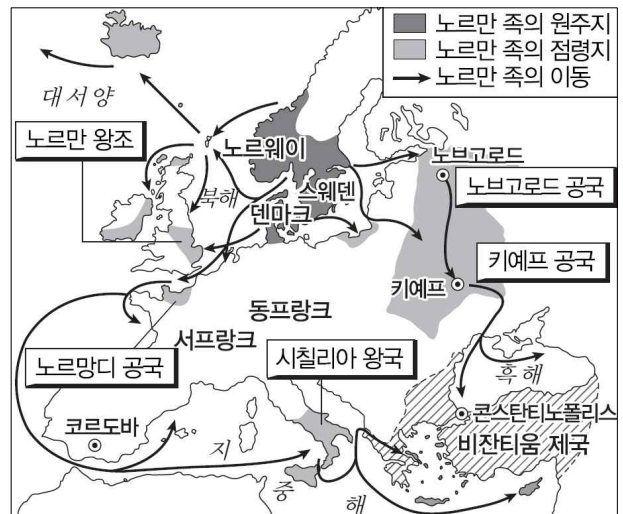 노르만 족의 원주지
노르만 족의 점령지
노르만 족의 이동
대서양
노르만 왕조
노르웨이
노브고로드
스웨덴
북해
덴마크
노브고로드 공국
키예프 공국
키예프
동프랑크
서프랑크
노르망디 공국
시칠리아 왕국
흑해
콘스탄티노폴리스
코르도바
비잔티움 제국
지
중
해